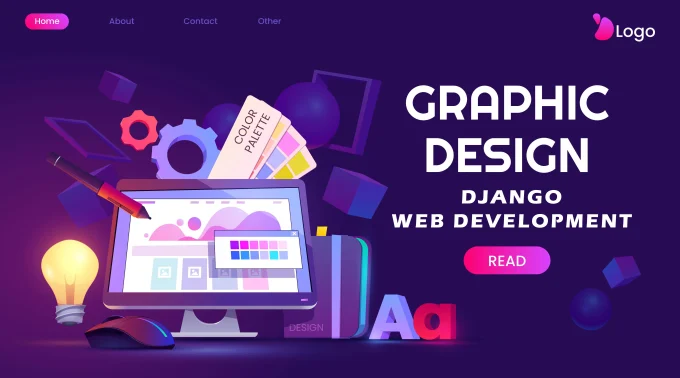 Home About Contact Other
Logo
GRAPHIC
DESIGN
DJANGO
WEB DEVELOPMENT
READ
COLOR
PALETTE
DESIGN
Aa